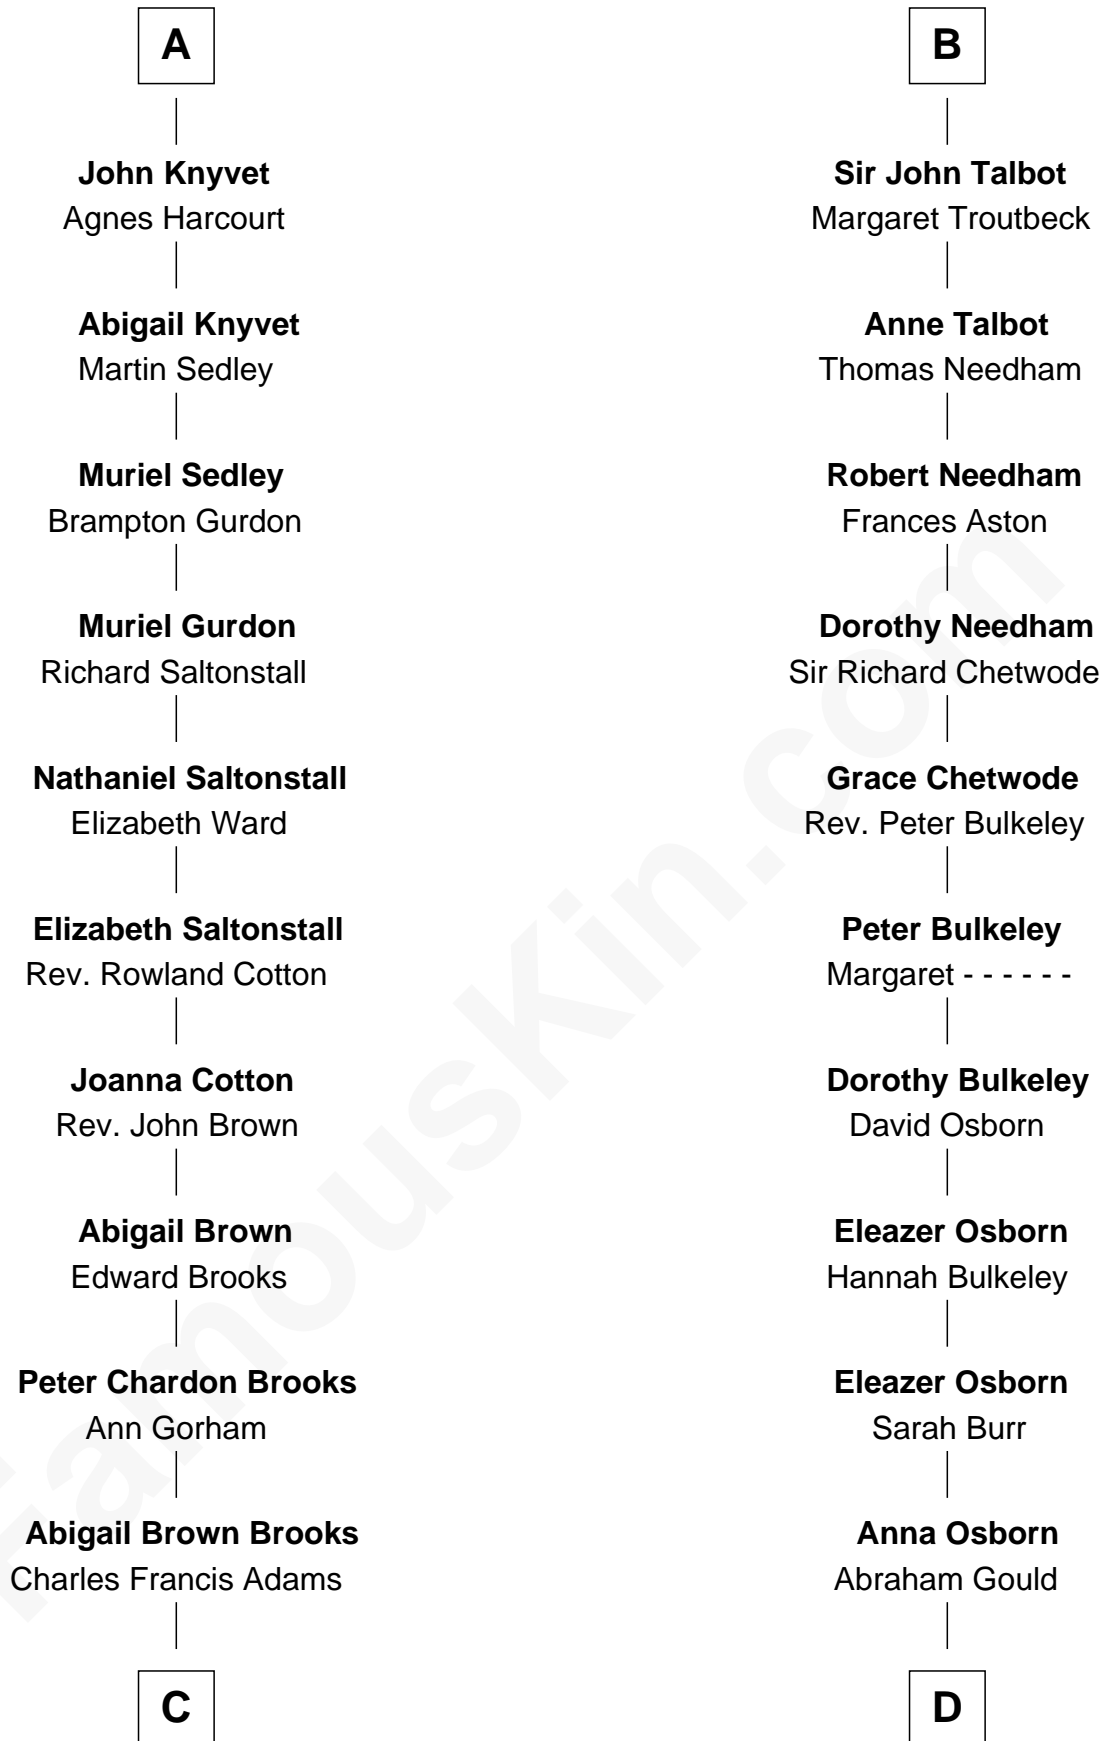 A
John Knyvet
Agnes Harcourt
Abigail Knyvet
Martin Sedley
Muriel Sedley
Brampton Gurdon
Muriel Gurdon
Richard Saltonstall
Nathaniel Saltonstall
Elizabeth Ward
Elizabeth Saltonstall
Rev. Rowland Cotton
Joanna Cotton
Rev. John Brown
Abigail Brown
Edward Brooks
Peter Chardon Brooks
Ann Gorham
Abigail Brown Brooks
Charles Francis Adams
C
B
Sir John Talbot
Margaret Troutbeck
Anne Talbot
Thomas Needham
Robert Needham
Frances Aston
Dorothy Needham
Sir Richard Chetwode
Grace Chetwode
Rev. Peter Bulkeley
Peter Bulkeley
Margaret - - - - - -
Dorothy Bulkeley
David Osborn
Eleazer Osborn
Hannah Bulkeley
Eleazer Osborn
Sarah Burr
Anna Osborn
Abraham Gould
D
FamousKin.com